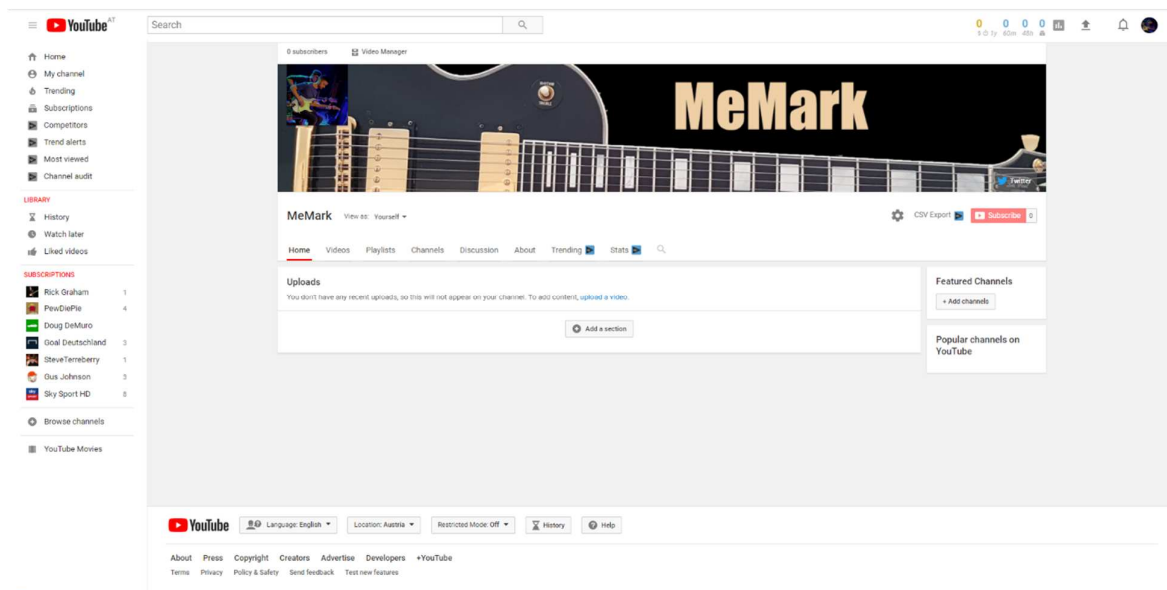 YouTube AT
Search
0 0 0 0
60m 48h
Home
My channel
Trending
Subscriptions
Competitors
Trend alerts
Most viewed
Channel audit
LIBRARY
History
Watch later
Liked videos
SUBSCRIPTIONS
Rick Graham 1
PewDiePie 4
Doug DeMuro
Goal Deutschland 3
SteveTerreberry 1
Gus Johnson 3
Sky Sport HD 8
Browse channels
YouTube Movies
0 subscribers Video Manager
MeMark
Twitter
MeMark View as: Yourself
CSV Export Subscribe 0
Home Videos Playlists Channels Discussion About Trending Stats
Uploads
You don't have any recent uploads, so this will not appear on your channel. To add content, upload a video.
Add a section
Featured Channels
+ Add channels
Popular channels on
YouTube
YouTube Language: English Location: Austria Restricted Mode: Off History Help
About Press Copyright Creators Advertise Developers +YouTube
Terms Privacy Policy & Safety Send feedback Test new features